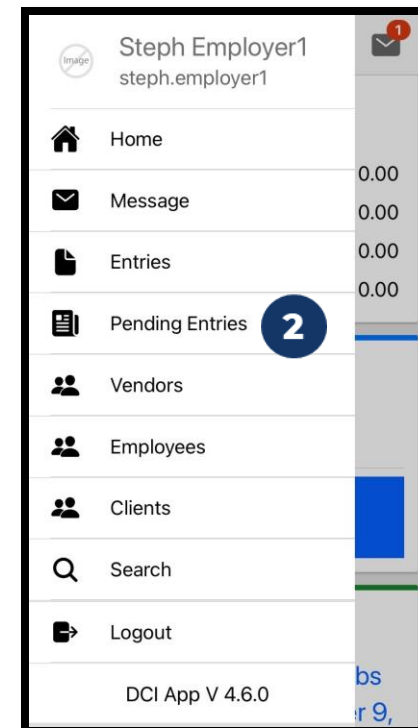 Image
Steph Employer1
steph.employer1
1
Home
Message
Entries
Pending Entries 2
Vendors
Employees
Clients
Search
Logout
DCI App V 4.6.0
0.00
0.00
0.00
0.00
bs
r 9,